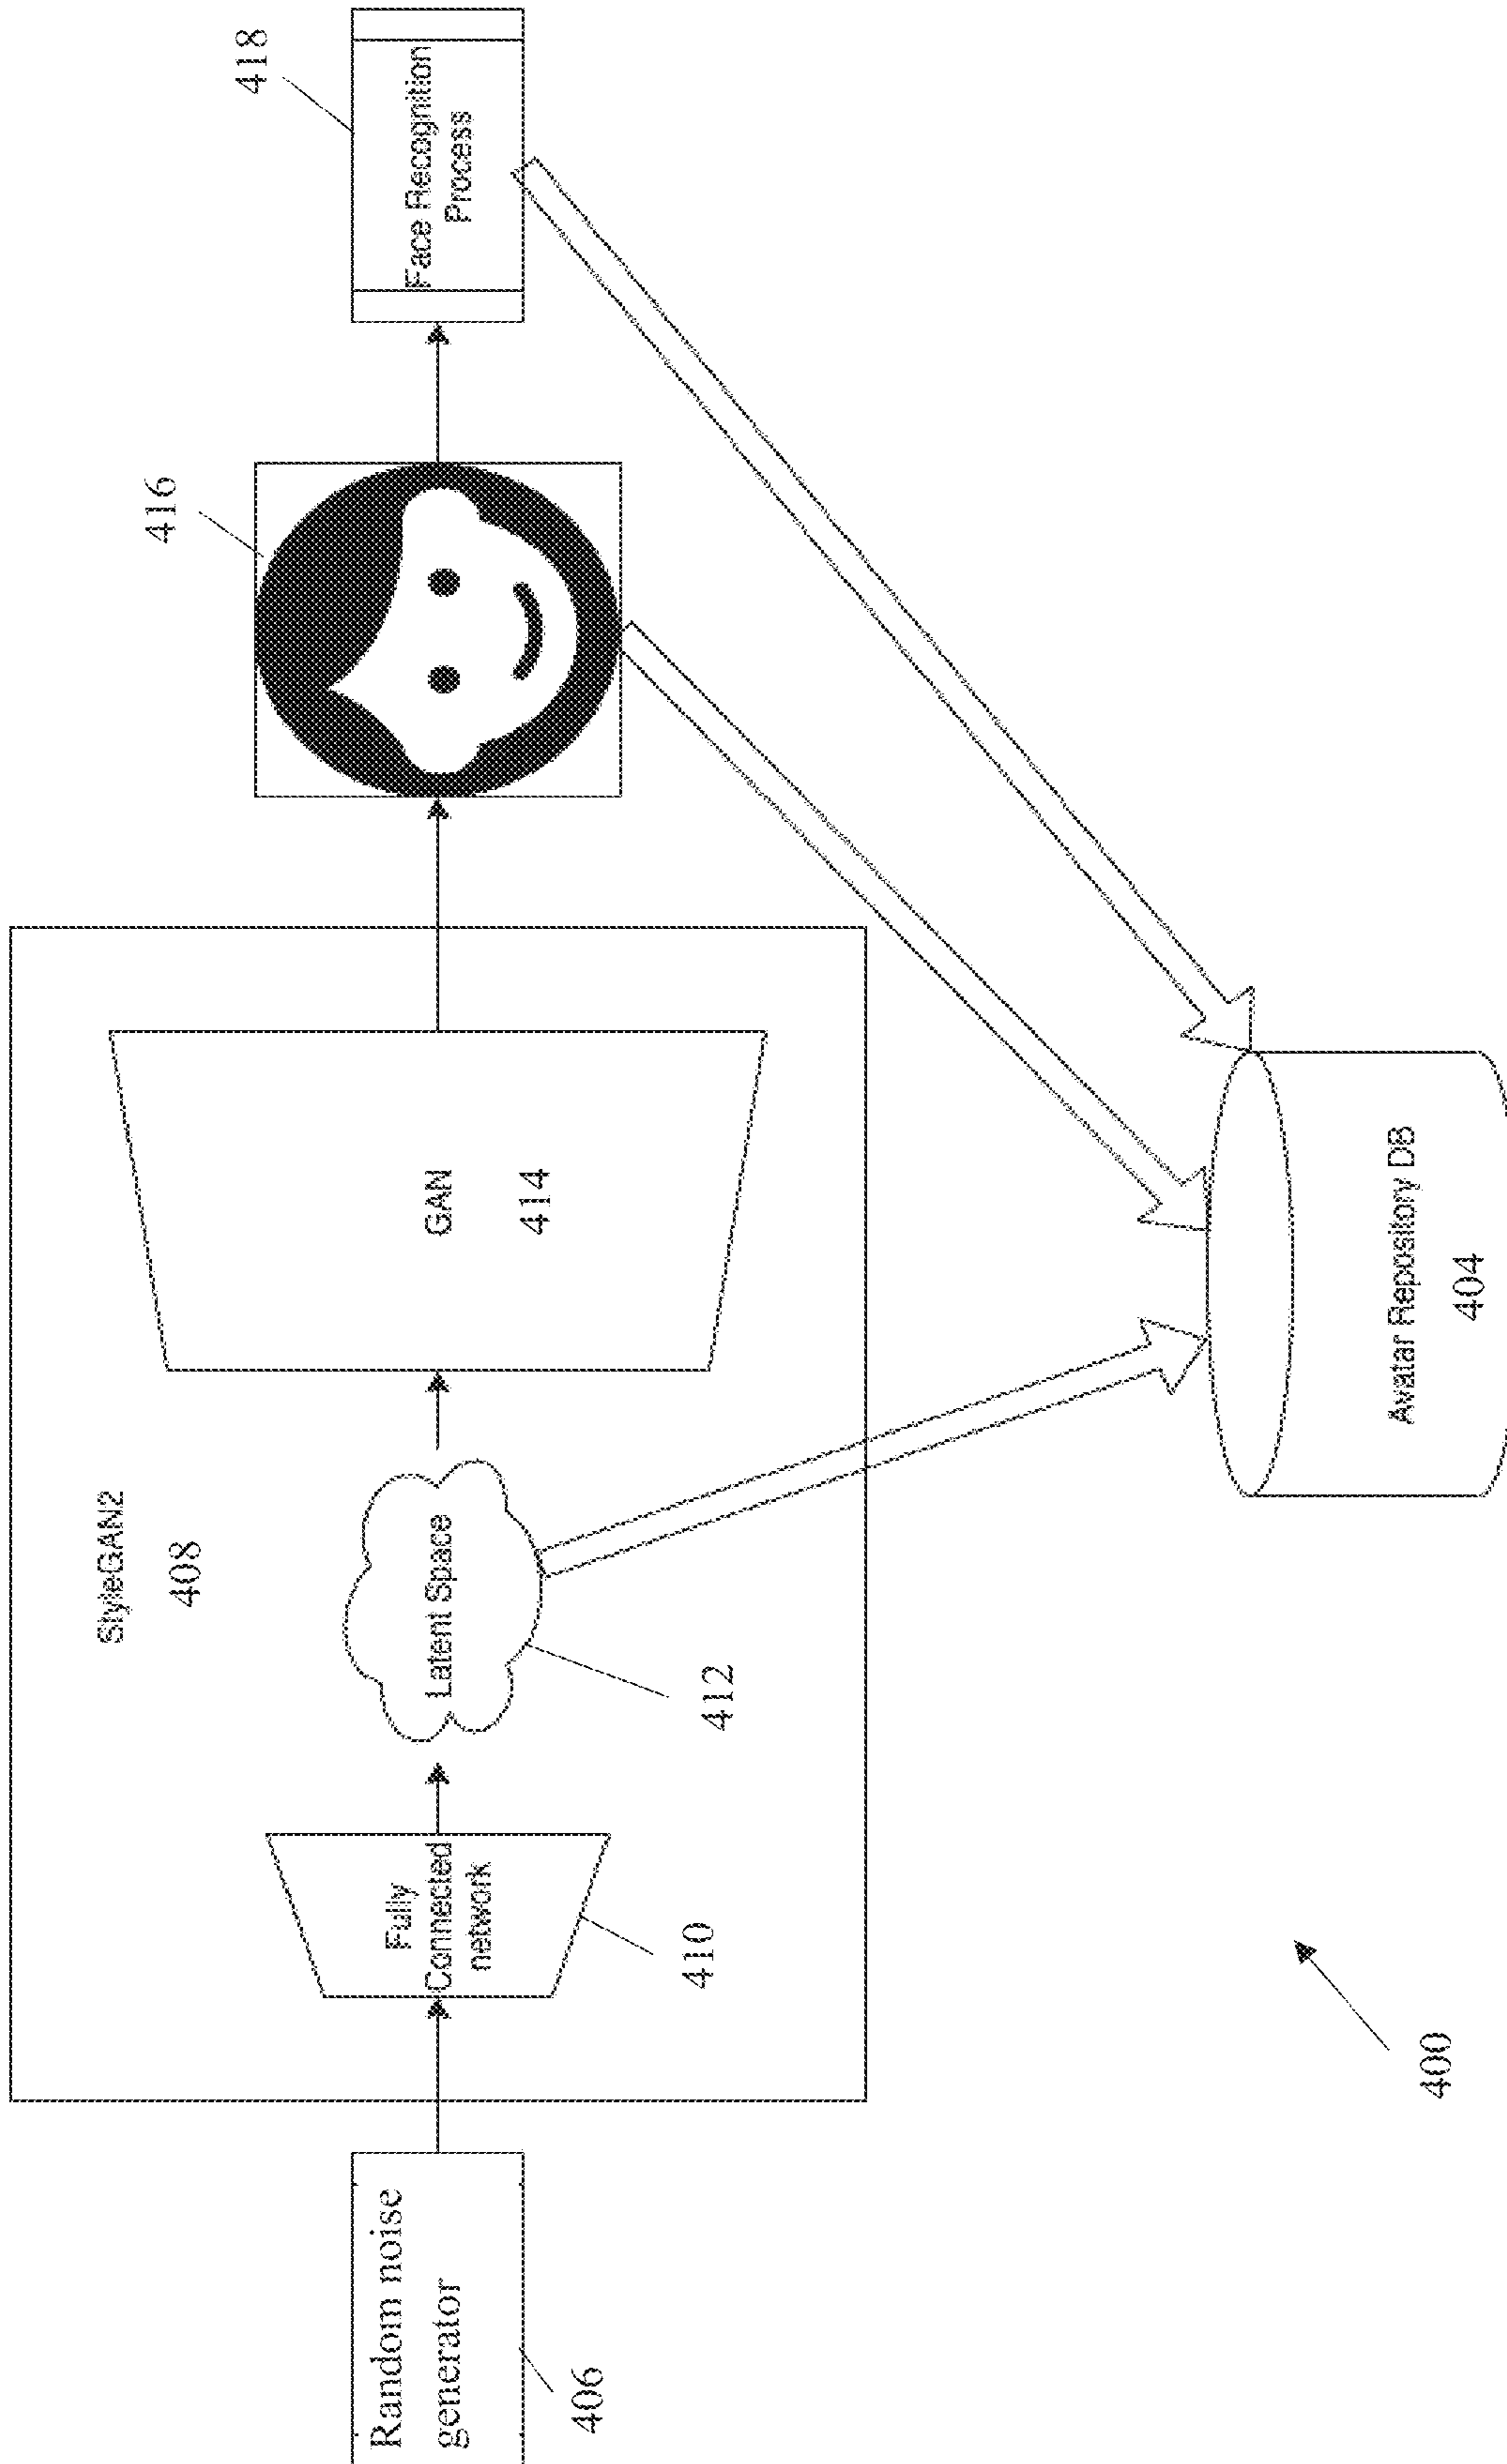 Random noise
generator
406
StyleGAN2
408
Fully
Connected
network
410
Latent Space
412
GAN
414
416
Face Recognition
Process
418
Avatar Repository DB
404
400